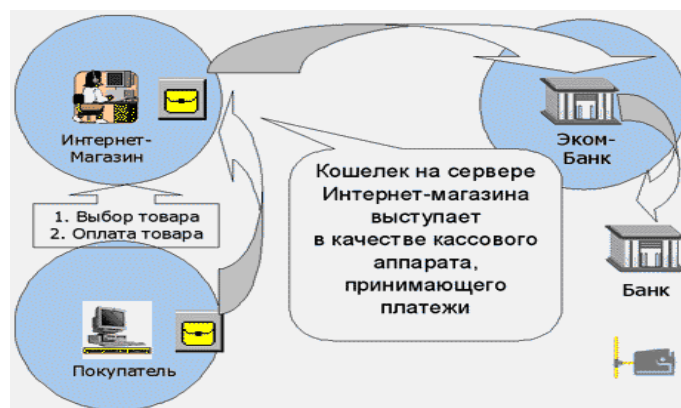 Интернет-
Магазин
Эком-
Банк
Кошелек на сервере
Интернет-магазина
выступает
в качестве кассового
аппарата,
принимающего
платежи
1. Выбор товара
2. Оплата товара
Банк
Покупатель